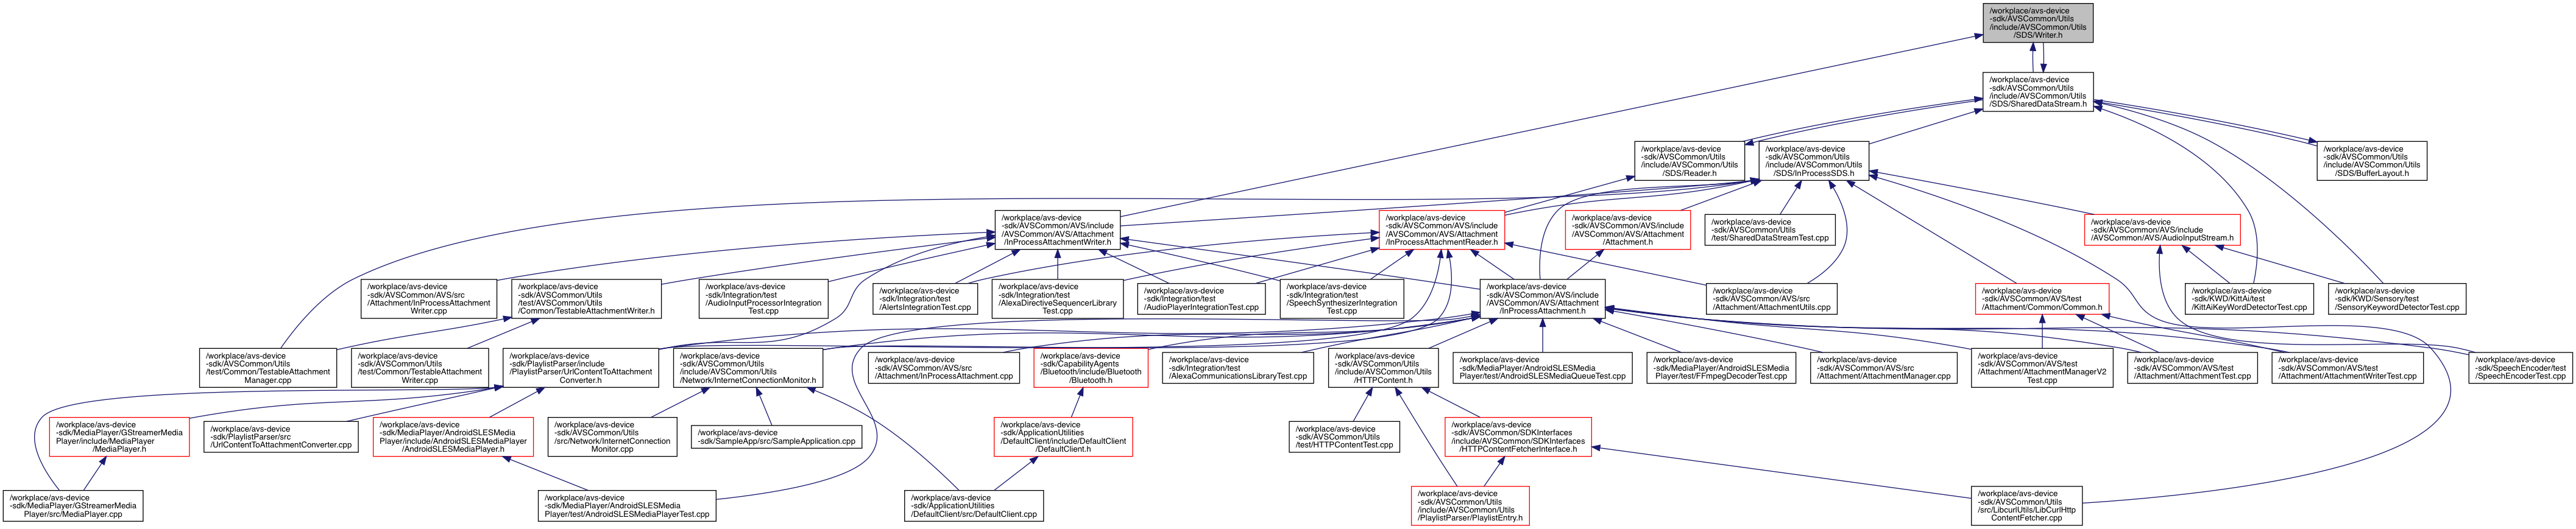 /workplace/avs-device
-sdk/AVSCommon/Utils
/include/AVSCommon/Utils
/SDS/Writer.h
/workplace/avs-device
-sdk/AVSCommon/Utils
/include/AVSCommon/Utils
/SDS/SharedDataStream.h
/workplace/avs-device
-sdk/AVSCommon/Utils
/include/AVSCommon/Utils
/SDS/Reader.h
/workplace/avs-device
-sdk/AVSCommon/Utils
/include/AVSCommon/Utils
/SDS/InProcessSDS.h
/workplace/avs-device
-sdk/AVSCommon/Utils
/include/AVSCommon/Utils
/SDS/BufferLayout.h
/workplace/avs-device
-sdk/AVSCommon/AVS/include
/AVSCommon/AVS/Attachment
/InProcessAttachmentWriter.h
/workplace/avs-device
-sdk/AVSCommon/AVS/include
/AVSCommon/AVS/Attachment
/InProcessAttachmentReader.h
/workplace/avs-device
-sdk/AVSCommon/AVS/include
/AVSCommon/AVS/Attachment
/Attachment.h
/workplace/avs-device
-sdk/AVSCommon/Utils
/test/SharedDataStreamTest.cpp
/workplace/avs-device
-sdk/AVSCommon/AVS/include
/AVSCommon/AVS/AudioInputStream.h
/workplace/avs-device
-sdk/AVSCommon/AVS/src
/Attachment/InProcessAttachment
Writer.cpp
/workplace/avs-device
-sdk/AVSCommon/Utils
/test/AVSCommon/Utils
/Common/TestableAttachmentWriter.h
/workplace/avs-device
-sdk/Integration/test
/AudioInputProcessorIntegration
Test.cpp
/workplace/avs-device
-sdk/Integration/test
/AlertsIntegrationTest.cpp
/workplace/avs-device
-sdk/Integration/test
/AlexaDirectiveSequencerLibrary
Test.cpp
/workplace/avs-device
-sdk/Integration/test
/AudioPlayerIntegrationTest.cpp
/workplace/avs-device
-sdk/Integration/test
/SpeechSynthesizerIntegration
Test.cpp
/workplace/avs-device
-sdk/AVSCommon/AVS/include
/AVSCommon/AVS/Attachment
/InProcessAttachment.h
/workplace/avs-device
-sdk/AVSCommon/AVS/src
/Attachment/AttachmentUtils.cpp
/workplace/avs-device
-sdk/AVSCommon/AVS/test
/Attachment/Common/Common.h
/workplace/avs-device
-sdk/KWD/KittAi/test
/KittAiKeyWordDetectorTest.cpp
/workplace/avs-device
-sdk/KWD/Sensory/test
/SensoryKeywordDetectorTest.cpp
/workplace/avs-device
-sdk/AVSCommon/Utils
/test/Common/TestableAttachment
Manager.cpp
/workplace/avs-device
-sdk/AVSCommon/Utils
/test/Common/TestableAttachment
Writer.cpp
/workplace/avs-device
-sdk/PlaylistParser/include
/PlaylistParser/UrlContentToAttachment
Converter.h
/workplace/avs-device
-sdk/AVSCommon/Utils
/include/AVSCommon/Utils
/Network/InternetConnectionMonitor.h
/workplace/avs-device
-sdk/AVSCommon/AVS/src
/Attachment/InProcessAttachment.cpp
/workplace/avs-device
-sdk/CapabilityAgents
/Bluetooth/include/Bluetooth
/Bluetooth.h
/workplace/avs-device
-sdk/Integration/test
/AlexaCommunicationsLibraryTest.cpp
/workplace/avs-device
-sdk/AVSCommon/Utils
/include/AVSCommon/Utils
/HTTPContent.h
/workplace/avs-device
-sdk/MediaPlayer/AndroidSLESMedia
Player/test/AndroidSLESMediaQueueTest.cpp
/workplace/avs-device
-sdk/MediaPlayer/AndroidSLESMedia
Player/test/FFmpegDecoderTest.cpp
/workplace/avs-device
-sdk/AVSCommon/AVS/src
/Attachment/AttachmentManager.cpp
/workplace/avs-device
-sdk/AVSCommon/AVS/test
/Attachment/AttachmentManagerV2
Test.cpp
/workplace/avs-device
-sdk/AVSCommon/AVS/test
/Attachment/AttachmentTest.cpp
/workplace/avs-device
-sdk/AVSCommon/AVS/test
/Attachment/AttachmentWriterTest.cpp
/workplace/avs-device
-sdk/SpeechEncoder/test
/SpeechEncoderTest.cpp
/workplace/avs-device
-sdk/MediaPlayer/GStreamerMedia
Player/include/MediaPlayer
/MediaPlayer.h
/workplace/avs-device
-sdk/PlaylistParser/src
/UrlContentToAttachmentConverter.cpp
/workplace/avs-device
-sdk/MediaPlayer/AndroidSLESMedia
Player/include/AndroidSLESMediaPlayer
/AndroidSLESMediaPlayer.h
/workplace/avs-device
-sdk/AVSCommon/Utils
/src/Network/InternetConnection
Monitor.cpp
/workplace/avs-device
-sdk/SampleApp/src/SampleApplication.cpp
/workplace/avs-device
-sdk/ApplicationUtilities
/DefaultClient/include/DefaultClient
/DefaultClient.h
/workplace/avs-device
-sdk/AVSCommon/Utils
/test/HTTPContentTest.cpp
/workplace/avs-device
-sdk/AVSCommon/SDKInterfaces
/include/AVSCommon/SDKInterfaces
/HTTPContentFetcherInterface.h
/workplace/avs-device
-sdk/MediaPlayer/GStreamerMedia
Player/src/MediaPlayer.cpp
/workplace/avs-device
-sdk/MediaPlayer/AndroidSLESMedia
Player/test/AndroidSLESMediaPlayerTest.cpp
/workplace/avs-device
-sdk/ApplicationUtilities
/DefaultClient/src/DefaultClient.cpp
/workplace/avs-device
-sdk/AVSCommon/Utils
/include/AVSCommon/Utils
/PlaylistParser/PlaylistEntry.h
/workplace/avs-device
-sdk/AVSCommon/Utils
/src/LibcurlUtils/LibCurlHttp
ContentFetcher.cpp